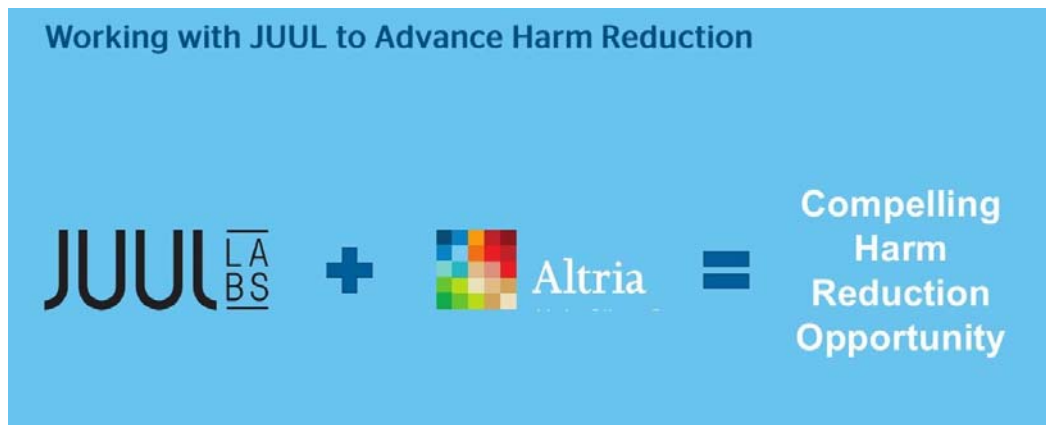 Working with JUUL to Advance Harm Reduction
JUUL LABS
+
Altria
=
Compelling
Harm
Reduction
Opportunity